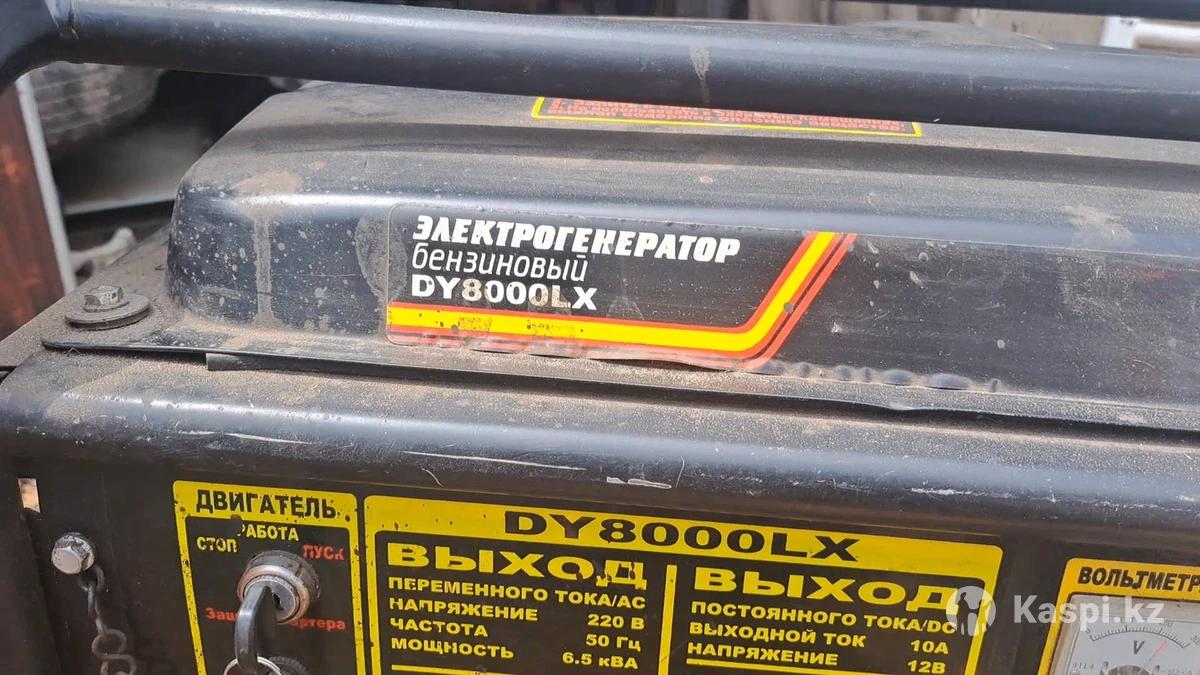 ЭЛЕКТРОГЕНЕРАТОР
бензиновый
DY8000LX
ДВИГАТЕЛЬ
РАБОТА
СТОП
ПУСК
DY8000LX
ВЫХОД
ПЕРЕМЕННОГО ТОКА/AC
НАПРЯЖЕНИЕ 220 В
ЧАСТОТА 50 Гц
МОЩНОСТЬ 6.5 кВА
ВЫХОД
ПОСТОЯННОГО ТОКА/DC
ВЫХОДНОЙ ТОК 10А
НАПРЯЖЕНИЕ 12В
ВОЛЬТМЕТР
V
Kaspi.kz